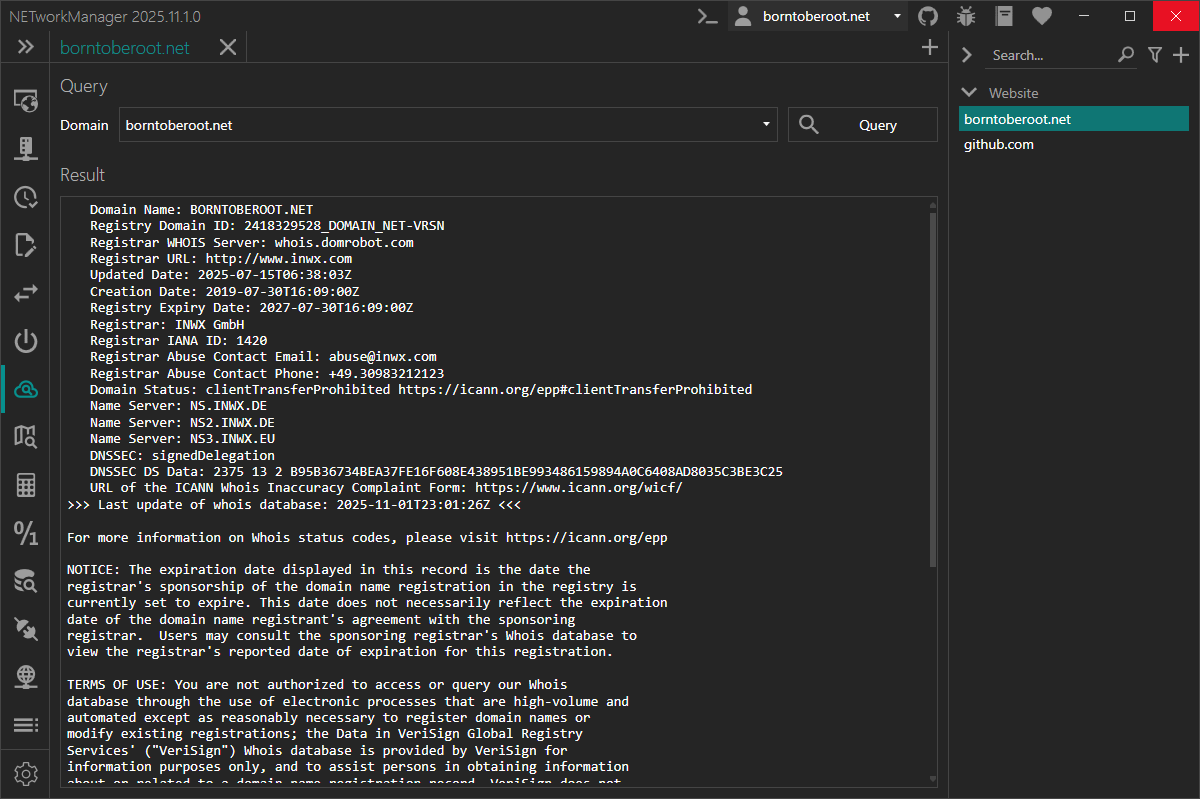 NETworkManager 2025.11.1.0
borntoberoot.net
borntoberoot.net
Search...
Query
Website
Domain
borntoberoot.net
Query
borntoberoot.net
github.com
Result
Domain Name: BORNTOBEROOT.NET
Registry Domain ID: 2418329528_DOMAIN_NET-VRSN
Registrar WHOIS Server: whois.domrobot.com
Registrar URL: http://www.inwx.com
Updated Date: 2025-07-15T06:38:03Z
Creation Date: 2019-07-30T16:09:00Z
Registry Expiry Date: 2027-07-30T16:09:00Z
Registrar: INWX GmbH
Registrar IANA ID: 1420
Registrar Abuse Contact Email: abuse@inwx.com
Registrar Abuse Contact Phone: +49.30983212123
Domain Status: clientTransferProhibited https://icann.org/epp#clientTransferProhibited
Name Server: NS.INWX.DE
Name Server: NS2.INWX.DE
Name Server: NS3.INWX.EU
DNSSEC: signedDelegation
DNSSEC DS Data: 2375 13 2 B95B36734BEA37FE16F608E438951BE993486159894A0C6408AD8035C3BE3C25
URL of the ICANN Whois Inaccuracy Complaint Form: https://www.icann.org/wicf/
>>> Last update of whois database: 2025-11-01T23:01:26Z <<<
For more information on Whois status codes, please visit https://icann.org/epp
NOTICE: The expiration date displayed in this record is the date the
registrar's sponsorship of the domain name registration in the registry is
currently set to expire. This date does not necessarily reflect the expiration
date of the domain name registrant's agreement with the sponsoring
registrar.  Users may consult the sponsoring registrar's Whois database to
view the registrar's reported date of expiration for this registration.
TERMS OF USE: You are not authorized to access or query our Whois
database through the use of electronic processes that are high-volume and
automated except as reasonably necessary to register domain names or
modify existing registrations; the Data in VeriSign Global Registry
Services' ("VeriSign") Whois database is provided by VeriSign for
information purposes only, and to assist persons in obtaining information
about or related to a domain name registration record. VeriSign does not
%1